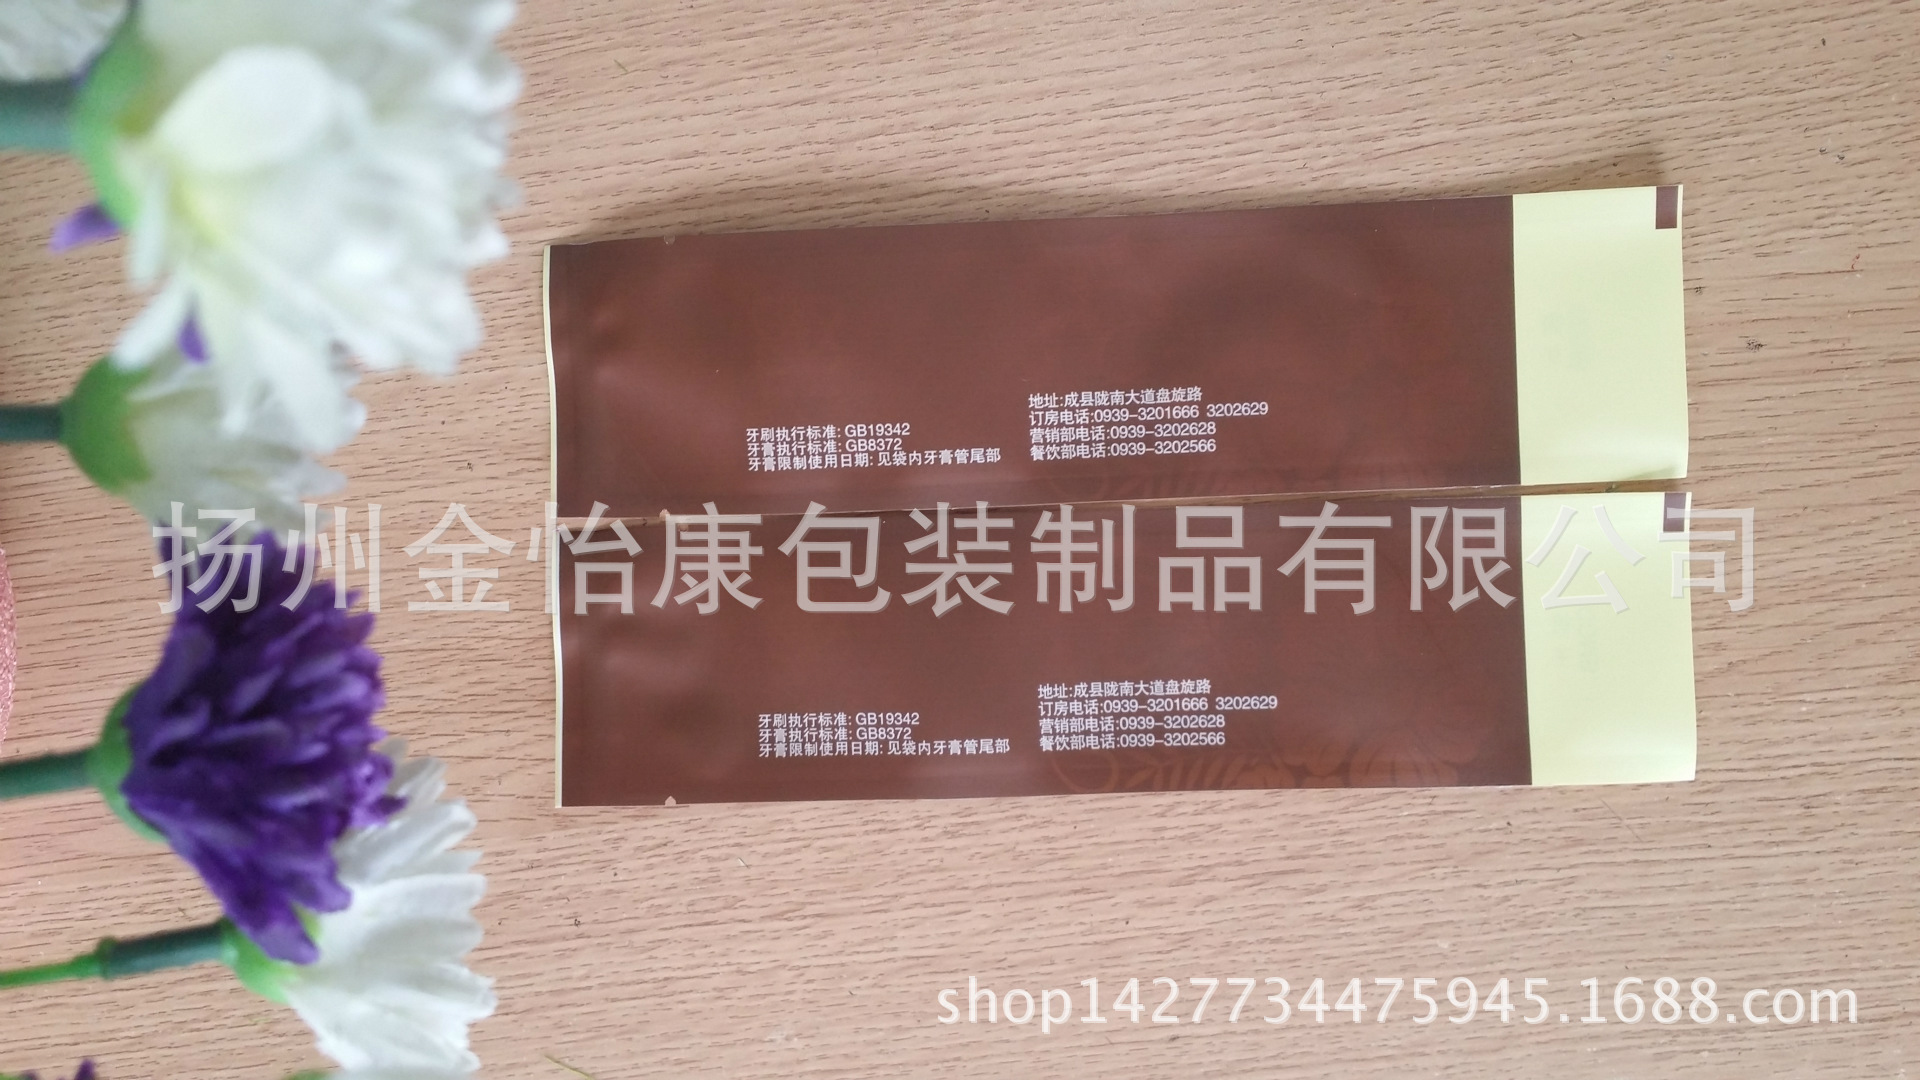 牙刷执行标准: GB19342
牙膏执行标准: GB8372
牙膏限制使用日期: 见袋内牙膏管尾部
地址:成县陇南大道盘旋路
订房电话:0939-3201666 3202629
营销部电话:0939-3202628
餐饮部电话:0939-3202566
扬州金怡康包装制品有限公司
牙刷执行标准: GB19342
牙膏执行标准: GB8372
牙膏限制使用日期: 见袋内牙膏管尾部
地址:成县陇南大道盘旋路
订房电话:0939-3201666 3202629
营销部电话:0939-3202628
餐饮部电话:0939-3202566
shop1427734475945.1688.com